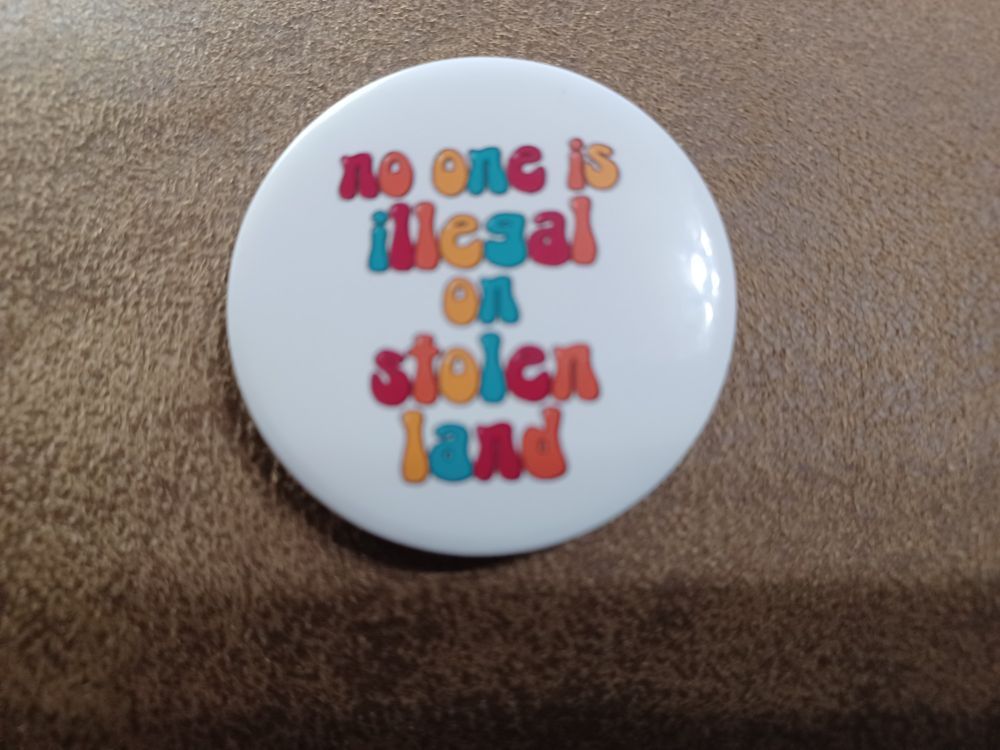 no one is
illegal
on
stolen
land